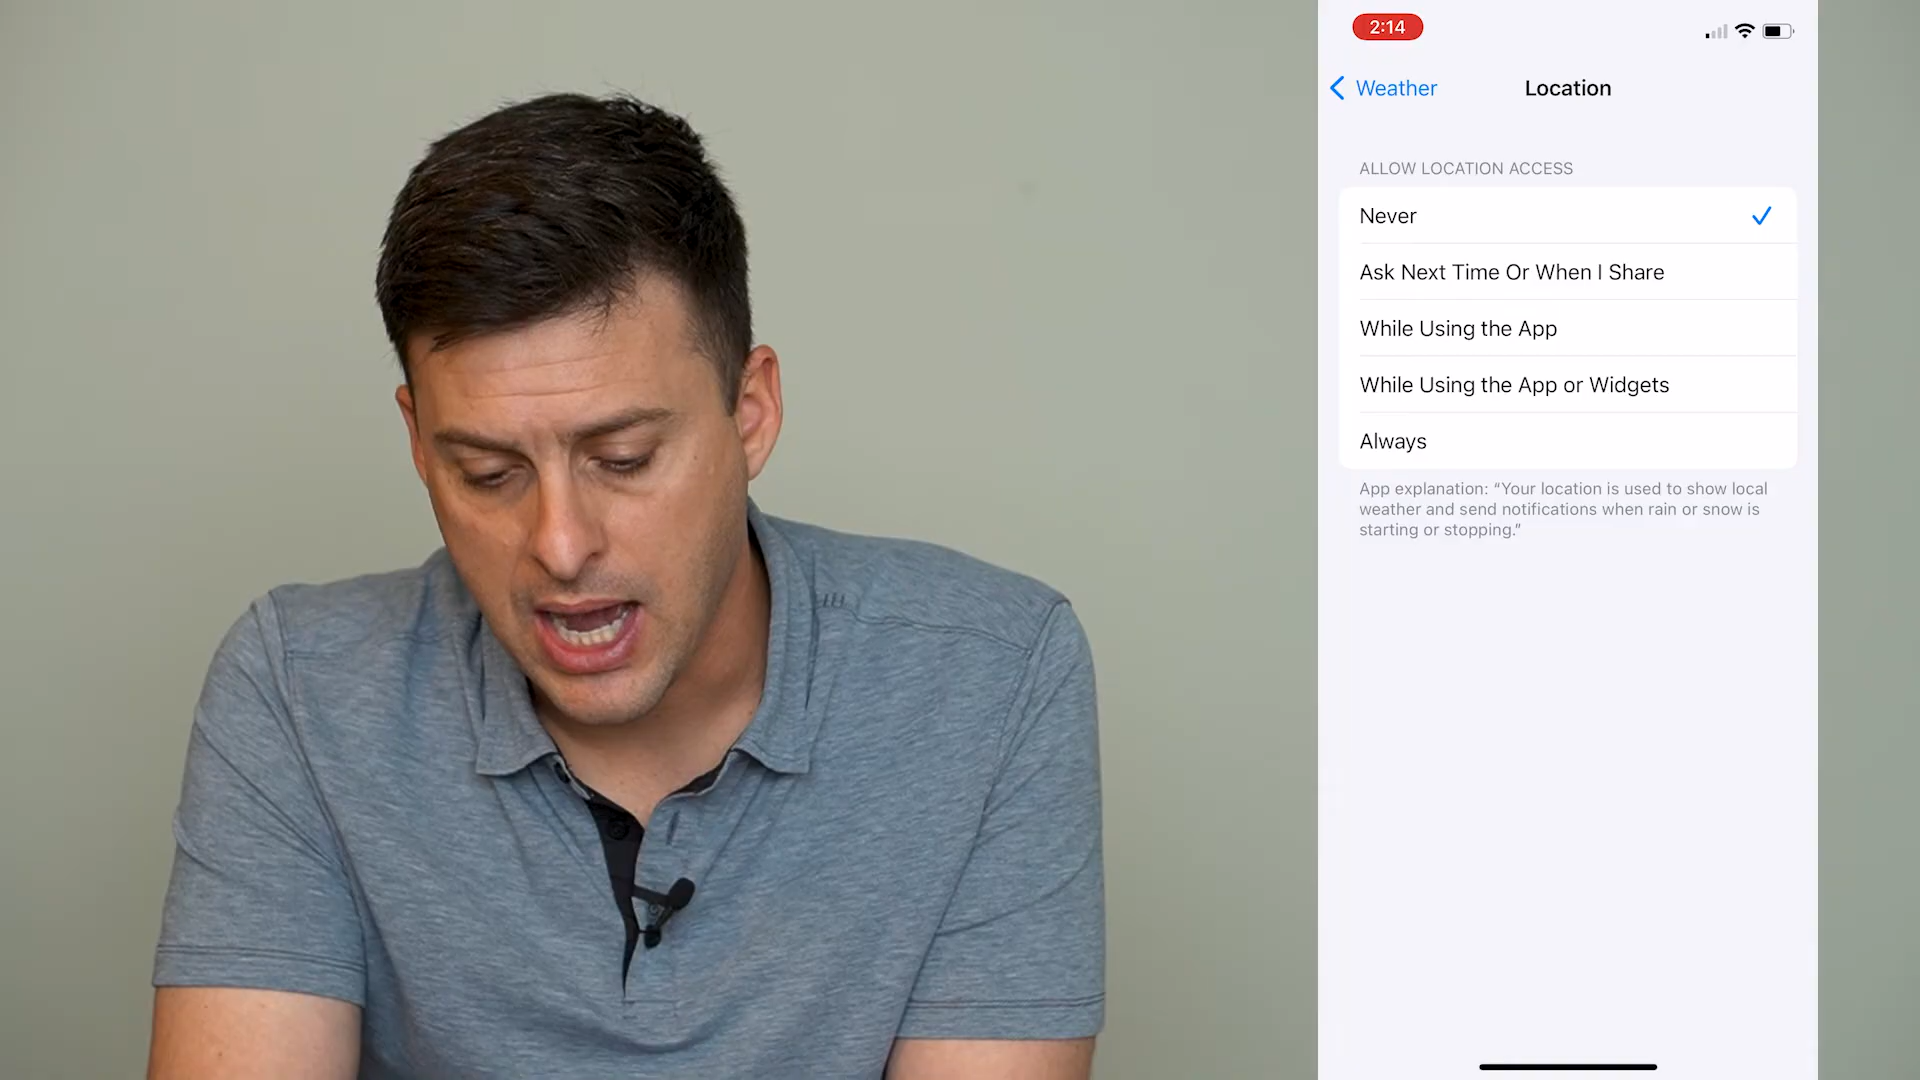 2:14
Weather
Location
ALLOW LOCATION ACCESS
Never
Ask Next Time Or When I Share
While Using the App
While Using the App or Widgets
Always
App explanation: “Your location is used to show local
weather and send notifications when rain or snow is
starting or stopping.”